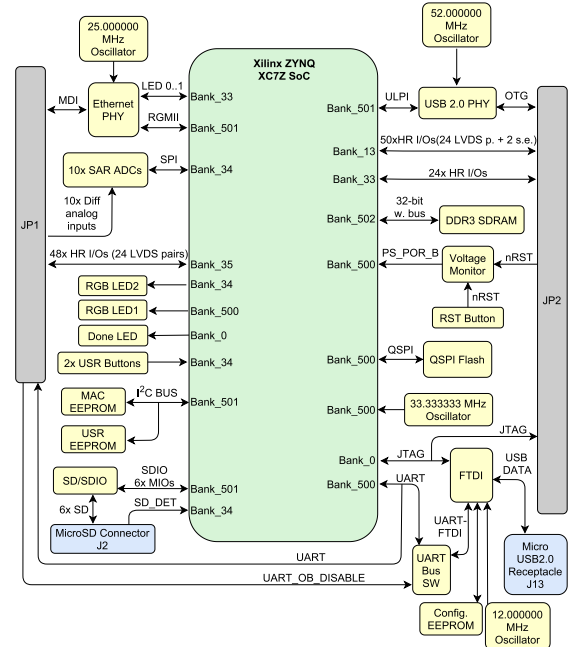 25.000000
MHz
Oscillator
52.000000
MHz
Oscillator
Xilinx ZYNQ
XC7Z SoC
MDI
Ethernet
PHY
LED 0..1
Bank_33
RGMII
Bank_501
Bank_501
ULPI
USB 2.0 PHY
OTG
Bank_13
50xHR I/Os(24 LVDS p. + 2 s.e.)
10x SAR ADCs
SPI
Bank_34
Bank_33
24x HR I/Os
10x Diff
analog
inputs
Bank_502
32-bit
w. bus
DDR3 SDRAM
JP1
48x HR I/Os (24 LVDS pairs)
Bank_35
Bank_500
PS_POR_B
Voltage
Monitor
nRST
JP2
RGB LED2
Bank_34
nRST
RGB LED1
Bank_500
RST Button
Done LED
Bank_0
2x USR Buttons
Bank_34
Bank_500
QSPI
QSPI Flash
MAC
EEPROM
I²C BUS
Bank_501
USR
EEPROM
Bank_500
33.333333 MHz
Oscillator
JTAG
Bank_0
JTAG
FTDI
USB
DATA
SD/SDIO
SDIO
6x MIOs
Bank_501
Bank_500
UART
6x SD
SD_DET
Bank_34
MicroSD Connector
J2
UART-
FTDI
UART
UART_OB_DISABLE
UART
Bus
SW
Micro
USB2.0
Receptacle
J13
Config.
EEPROM
12.000000
MHz
Oscillator